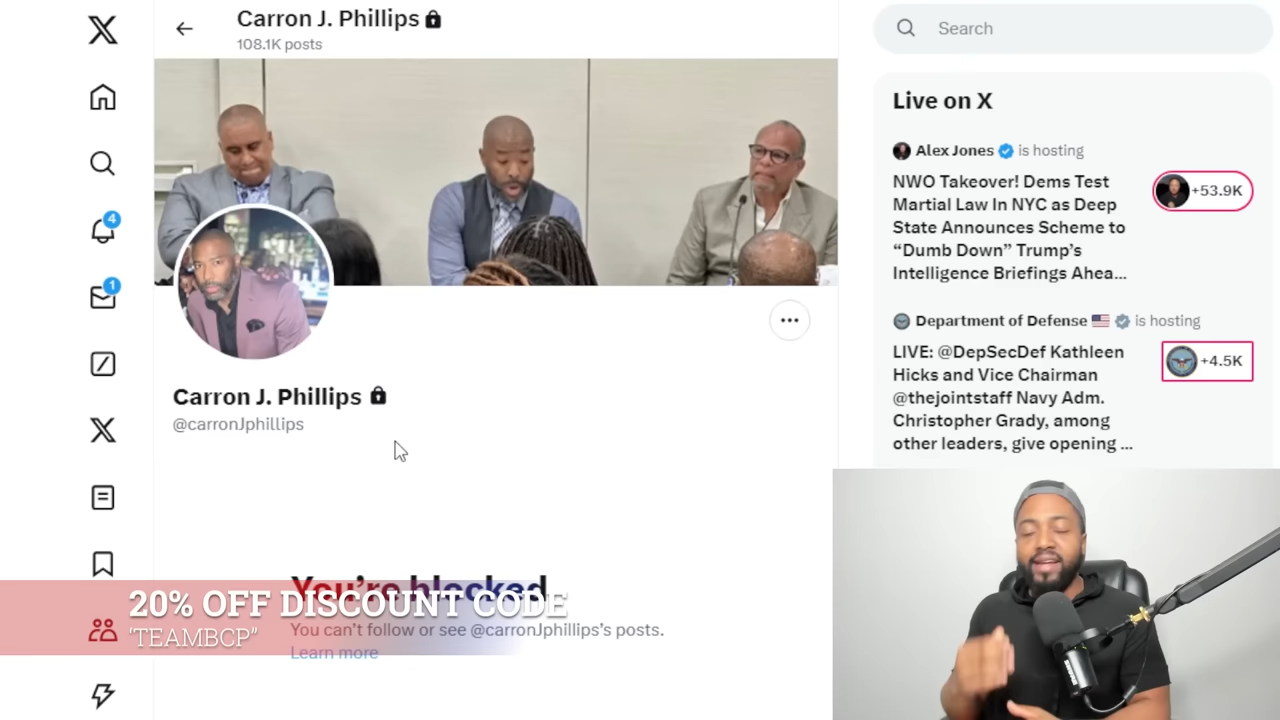 Carron J. Phillips
108.1K posts
Search
Live on X
Alex Jones is hosting
NWO Takeover! Dems Test
Martial Law In NYC as Deep
State Announces Scheme to
“Dumb Down” Trump’s
Intelligence Briefings Ahea...
+53.9K
Department of Defense is hosting
LIVE: @DepSecDef Kathleen
Hicks and Vice Chairman
@thejointstaff Navy Adm.
Christopher Grady, among
other leaders, give opening ...
+4.5K
4
1
Carron J. Phillips
@carronJphillips
You’re blocked
You can’t follow or see @carronJphillips’s posts.
Learn more
20% OFF DISCOUNT CODE
'TEAMBCP"